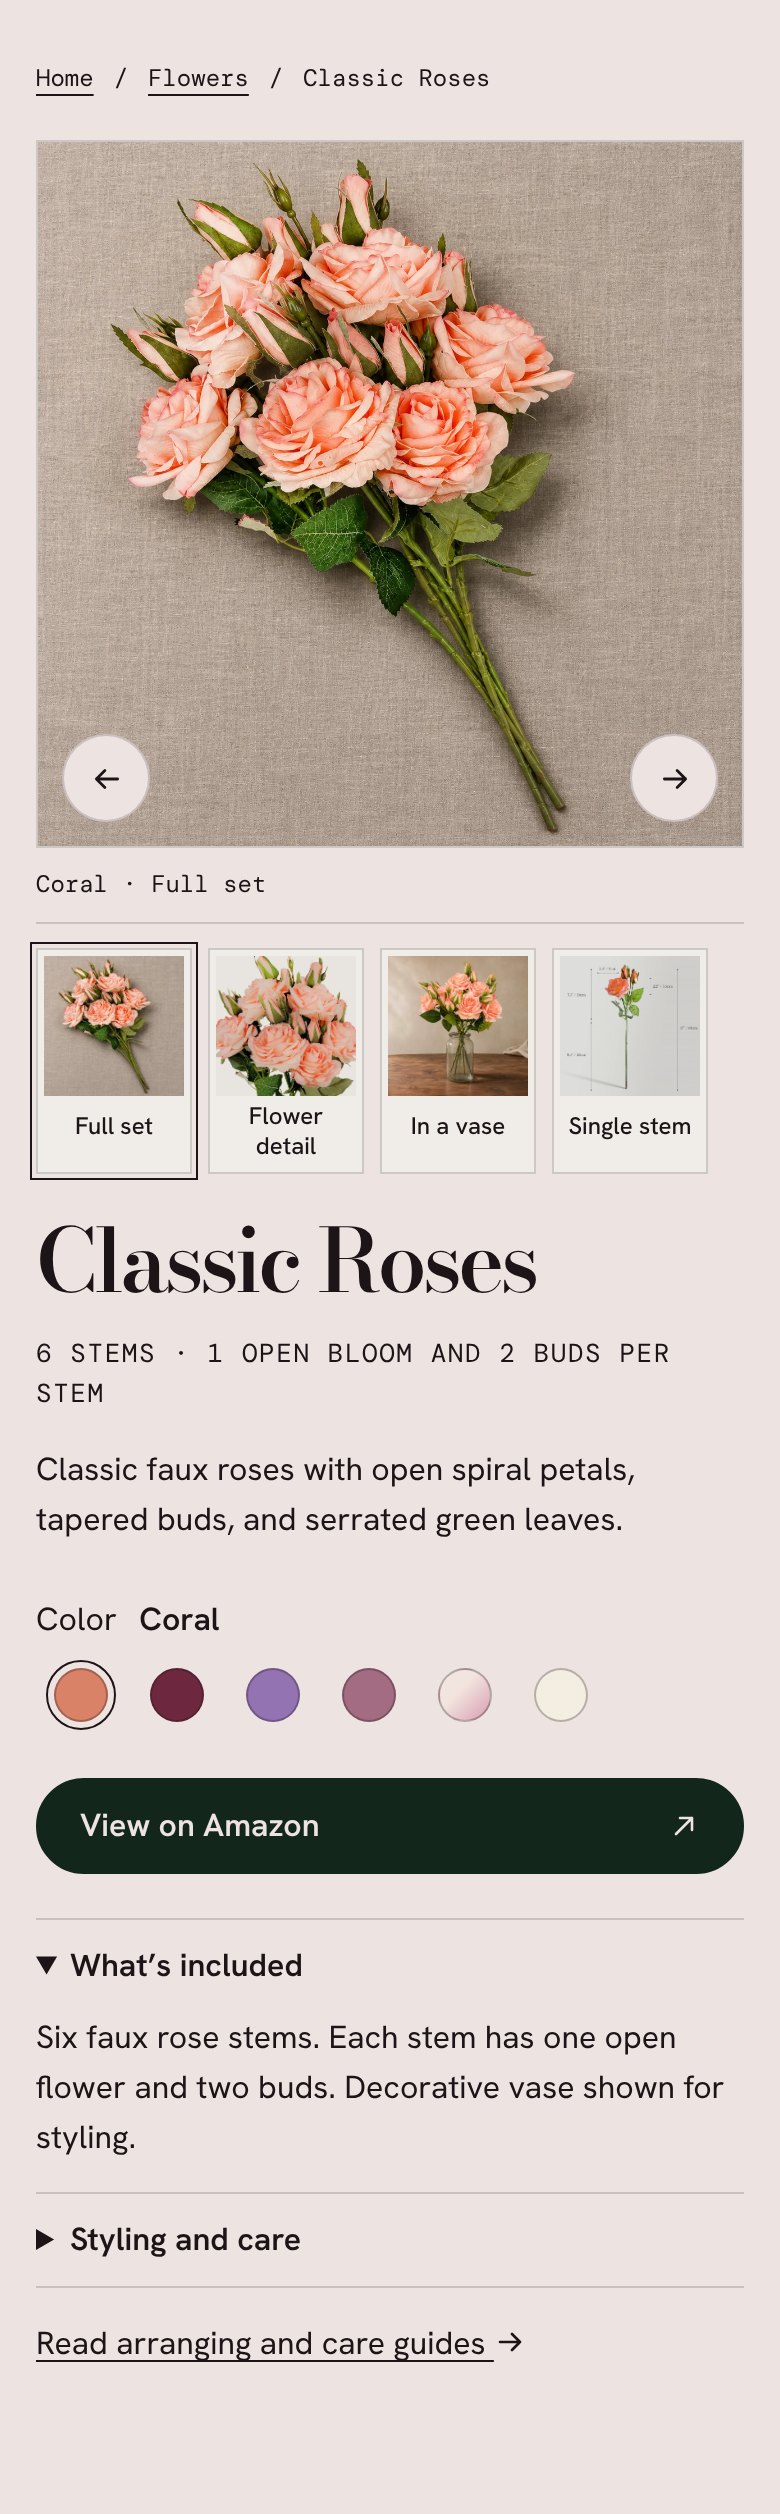 Home / Flowers / Classic Roses
Coral · Full set
Full set
Flower
detail
In a vase
Single stem
Classic Roses
6 STEMS · 1 OPEN BLOOM AND 2 BUDS PER
STEM
Classic faux roses with open spiral petals,
tapered buds, and serrated green leaves.
Color Coral
View on Amazon ↗
▼ What’s included
Six faux rose stems. Each stem has one open
flower and two buds. Decorative vase shown for
styling.
▶ Styling and care
Read arranging and care guides →